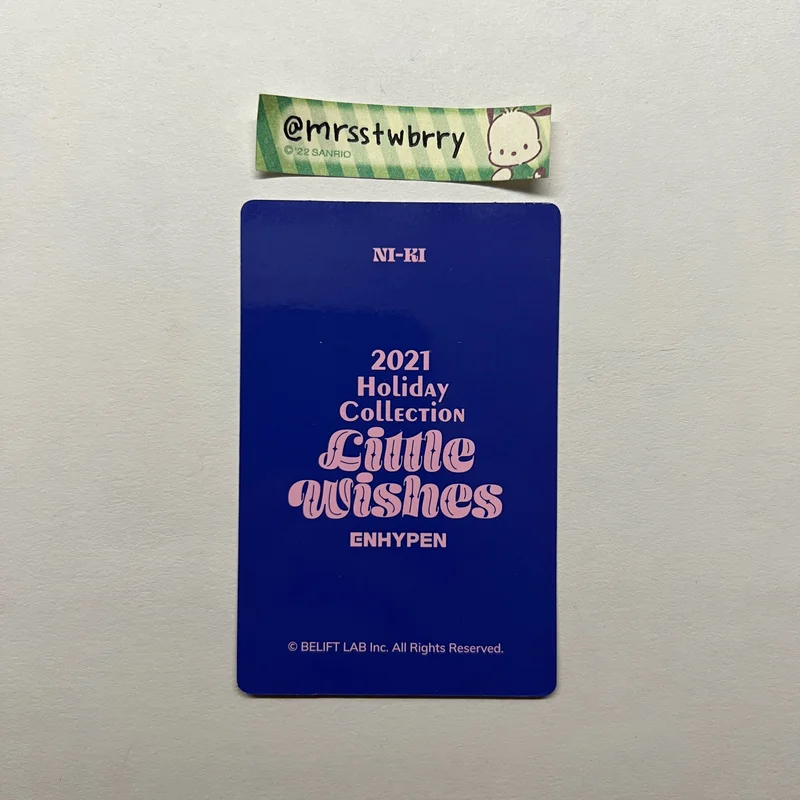 @mrsstwbrry
© '22 SANRIO
NI-KI
2021
Holiday
Collection
Little
Wishes
ENHYPEN
© BELIFT LAB Inc. All Rights Reserved.